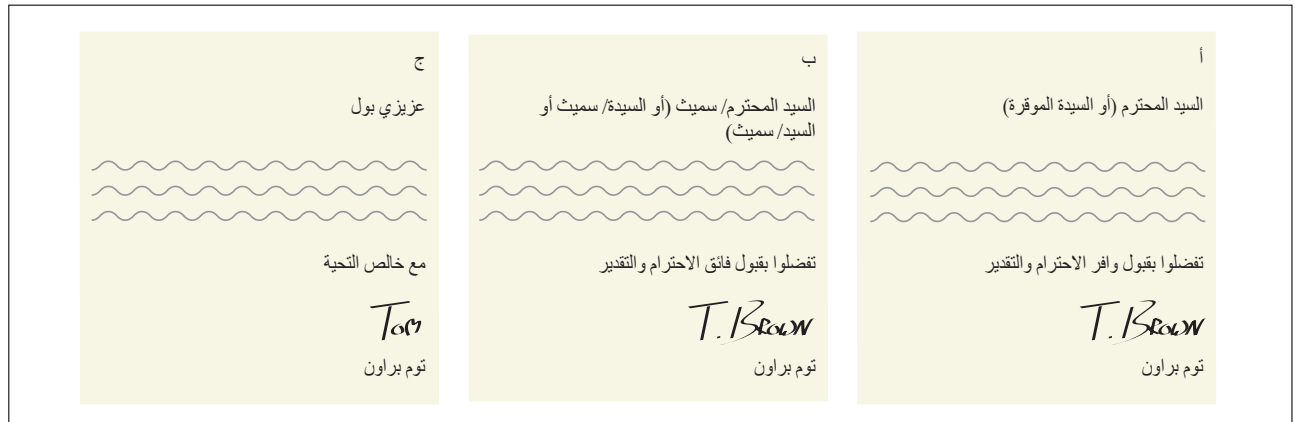 أ
السيد المحترم (أو السيدة الموقرة)
تفضلوا بقبول وافر الاحترام والتقدير
T. BROWN
توم براون
ب
السيد المحترم/ سميث (أو السيدة/ سميث أو
السيد/ سميث)
تفضلوا بقبول فائق الاحترام والتقدير
T. BROWN
توم براون
ج
عزيزي بول
مع خالص التحية
Tom
توم براون